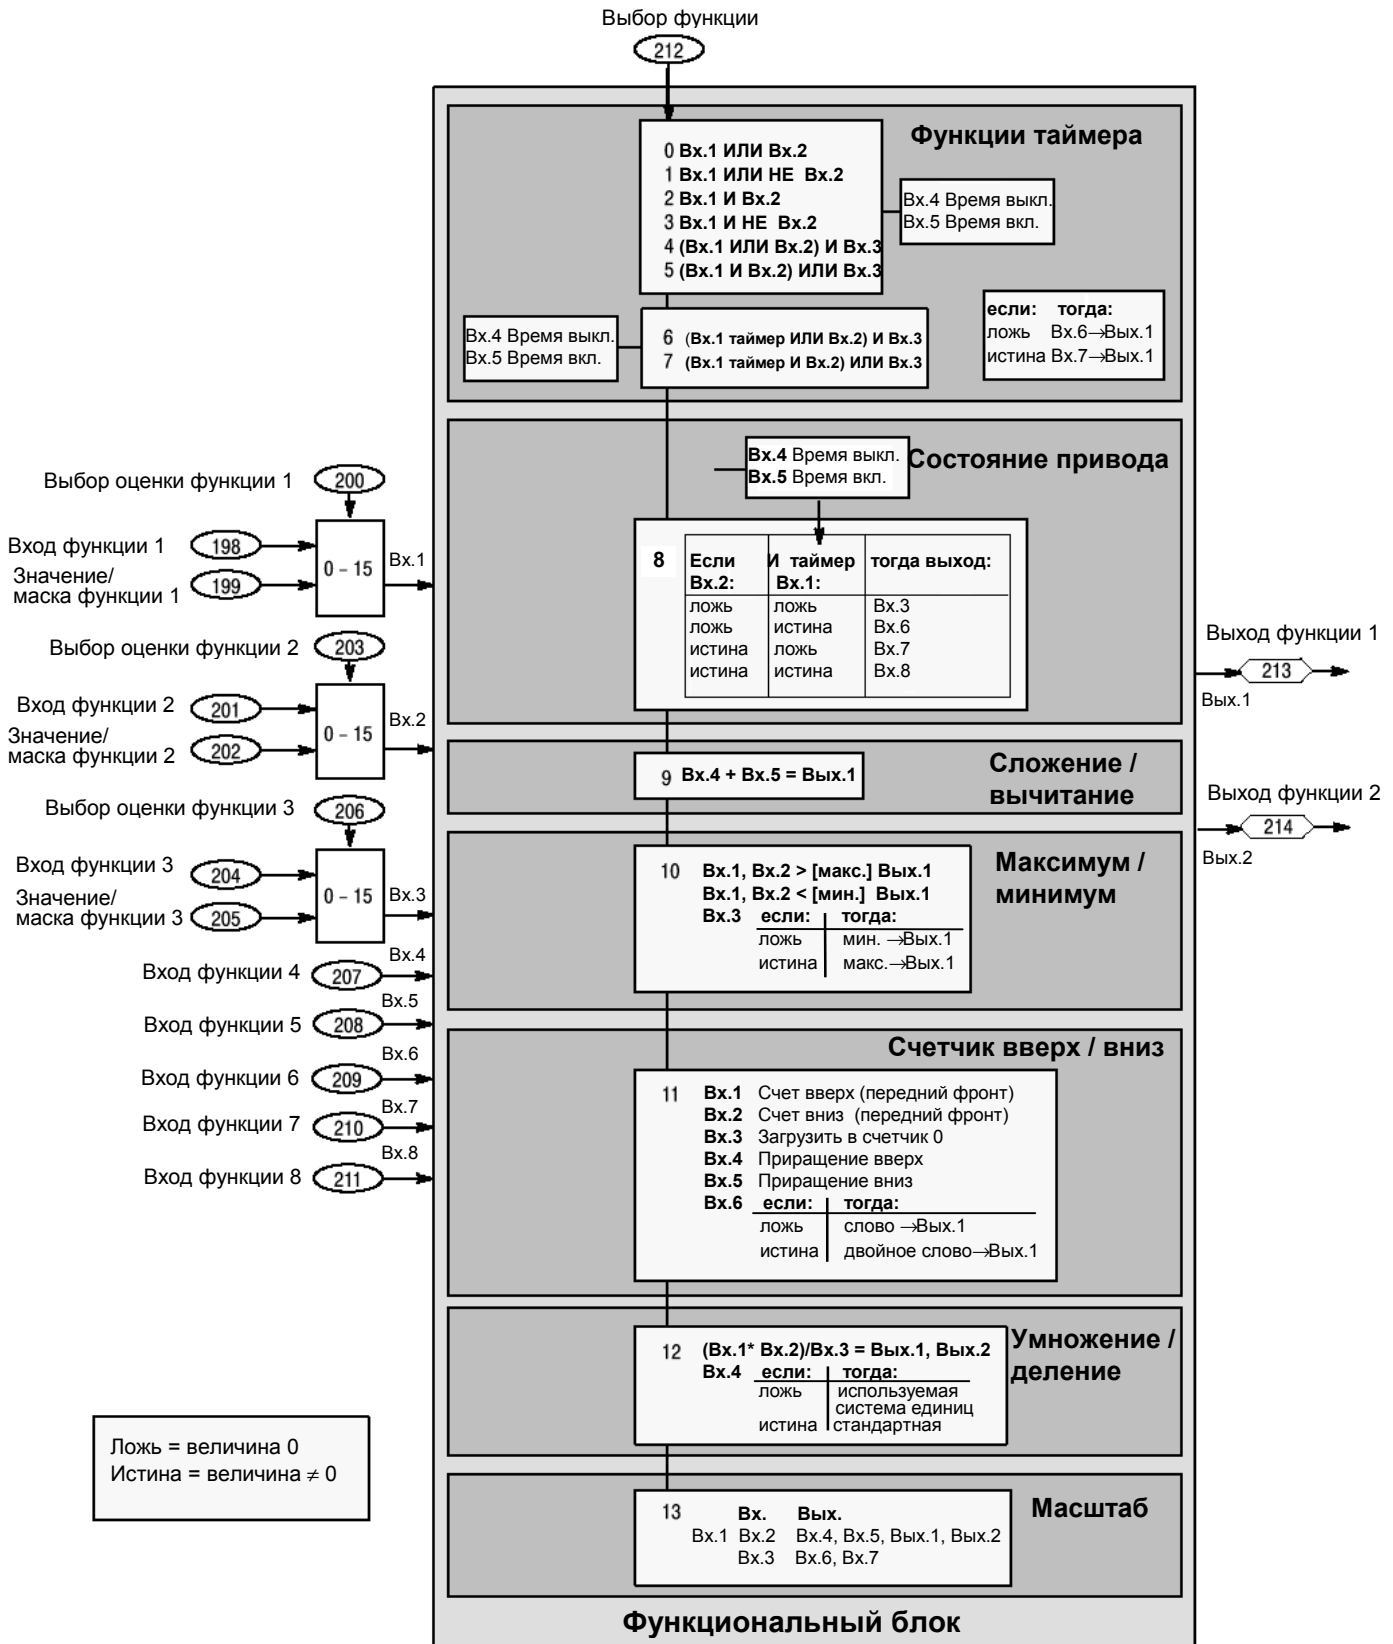 Выбор функции
212
Функции таймера
0 Вх.1 ИЛИ Вх.2
1 Вх.1 ИЛИ НЕ Вх.2
2 Вх.1 И Вх.2
3 Вх.1 И НЕ Вх.2
4 (Вх.1 ИЛИ Вх.2) И Вх.3
5 (Вх.1 И Вх.2) ИЛИ Вх.3
Вх.4 Время выкл.
Вх.5 Время вкл.
если: тогда:
ложь Вх.6→Вых.1
истина Вх.7→Вых.1
Вх.4 Время выкл.
Вх.5 Время вкл.
6 (Вх.1 таймер ИЛИ Вх.2) И Вх.3
7 (Вх.1 таймер И Вх.2) ИЛИ Вх.3
Состояние привода
Вх.4 Время выкл.
Вх.5 Время вкл.
8 Если И таймер тогда выход:
Вх.2: Вх.1:
ложь ложь Вх.3
ложь истина Вх.6
истина ложь Вх.7
истина истина Вх.8
Выбор оценки функции 1 200
Вход функции 1 198
Значение/
маска функции 1 199
0 – 15
Вх.1
Выбор оценки функции 2 203
Вход функции 2 201
Значение/
маска функции 2 202
0 – 15
Вх.2
Выбор оценки функции 3 206
Вход функции 3 204
Значение/
маска функции 3 205
0 – 15
Вх.3
Вход функции 4 207 Вх.4
Вход функции 5 208 Вх.5
Вход функции 6 209 Вх.6
Вход функции 7 210 Вх.7
Вход функции 8 211 Вх.8
Выход функции 1
213
Вых.1
Выход функции 2
214
Вых.2
Сложение /
вычитание
9 Вх.4 + Вх.5 = Вых.1
Максимум /
минимум
10 Вх.1, Вх.2 > [макс.] Вых.1
Вх.1, Вх.2 < [мин.] Вых.1
Вх.3 если: тогда:
ложь мин. →Вых.1
истина макс.→Вых.1
Счетчик вверх / вниз
11 Вх.1 Счет вверх (передний фронт)
Вх.2 Счет вниз (передний фронт)
Вх.3 Загрузить в счетчик 0
Вх.4 Приращение вверх
Вх.5 Приращение вниз
Вх.6 если: тогда:
ложь слово →Вых.1
истина двойное слово→Вых.1
Умножение /
деление
12 (Вх.1* Вх.2)/Вх.3 = Вых.1, Вых.2
Вх.4 если: тогда:
ложь используемая
система единиц
истина стандартная
Масштаб
13 Вх. Вых.
Вх.1 Вх.2 Вх.4, Вх.5, Вых.1, Вых.2
Вх.3 Вх.6, Вх.7
Ложь = величина 0
Истина = величина ≠ 0
Функциональный блок